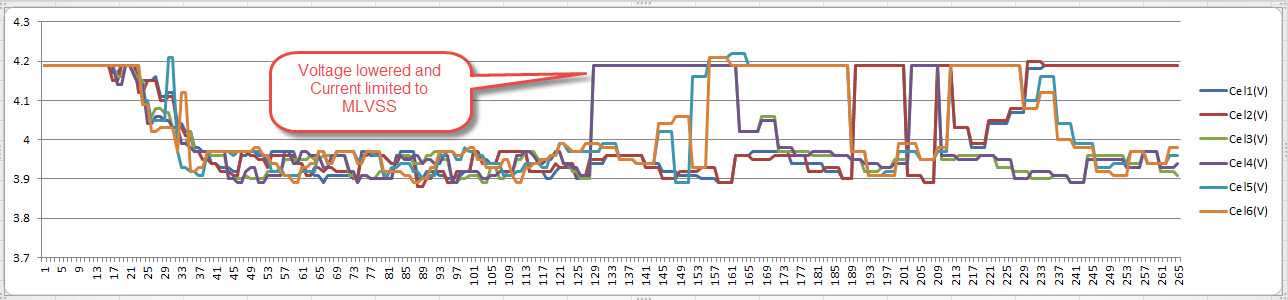 4.3
4.2
4.1
4
3.9
3.8
3.7
Voltage lowered and
Current limited to
MLVSS
Cel1(V)
Cel2(V)
Cel3(V)
Cel4(V)
Cel5(V)
Cel6(V)
1 5 9 13 17 21 25 29 33 37 41 45 49 53 57 61 65 69 73 77 81 85 89 93 97 101 105 109 113 117 121 125 129 133 137 141 145 149 153 157 161 165 169 173 177 181 185 189 193 197 201 205 209 213 217 221 225 229 233 237 241 245 249 253 257 261 265